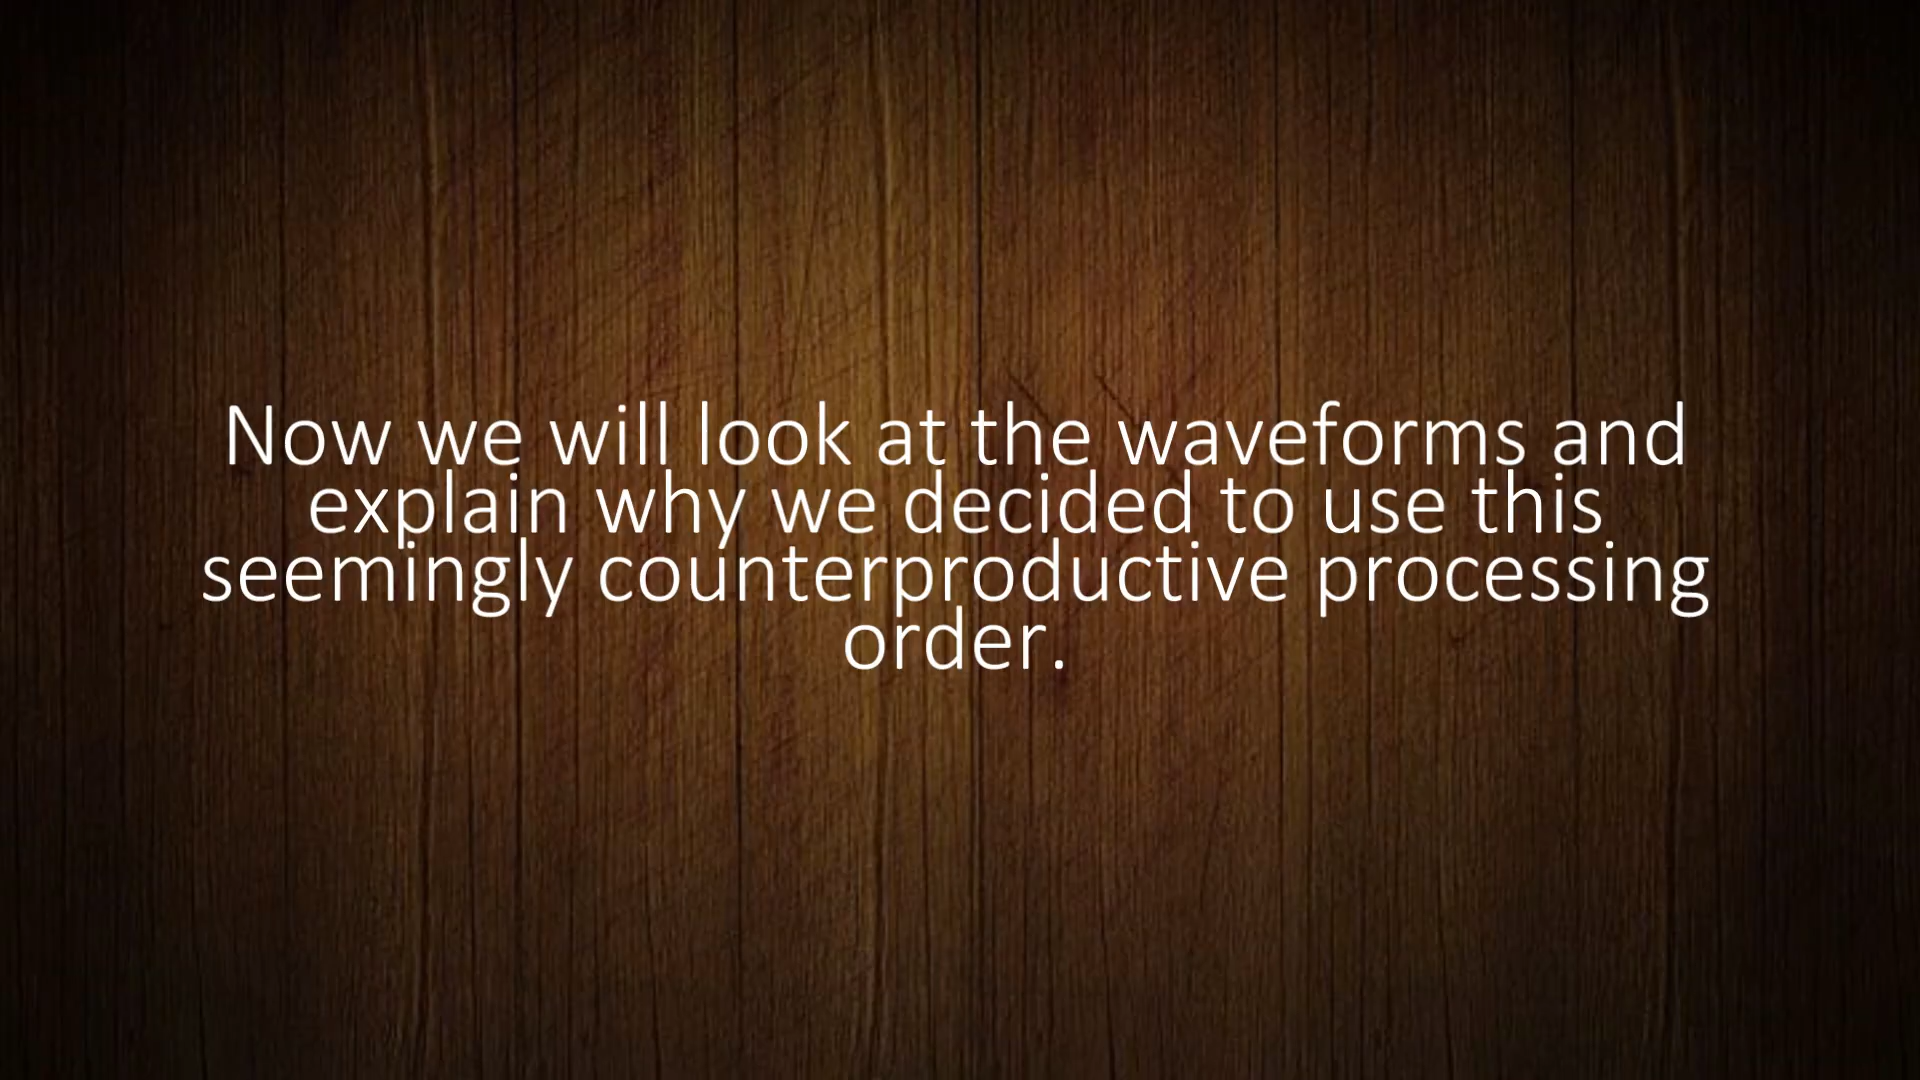 Now we will look at the waveforms and
explain why we decided to use this
seemingly counterproductive processing
order.